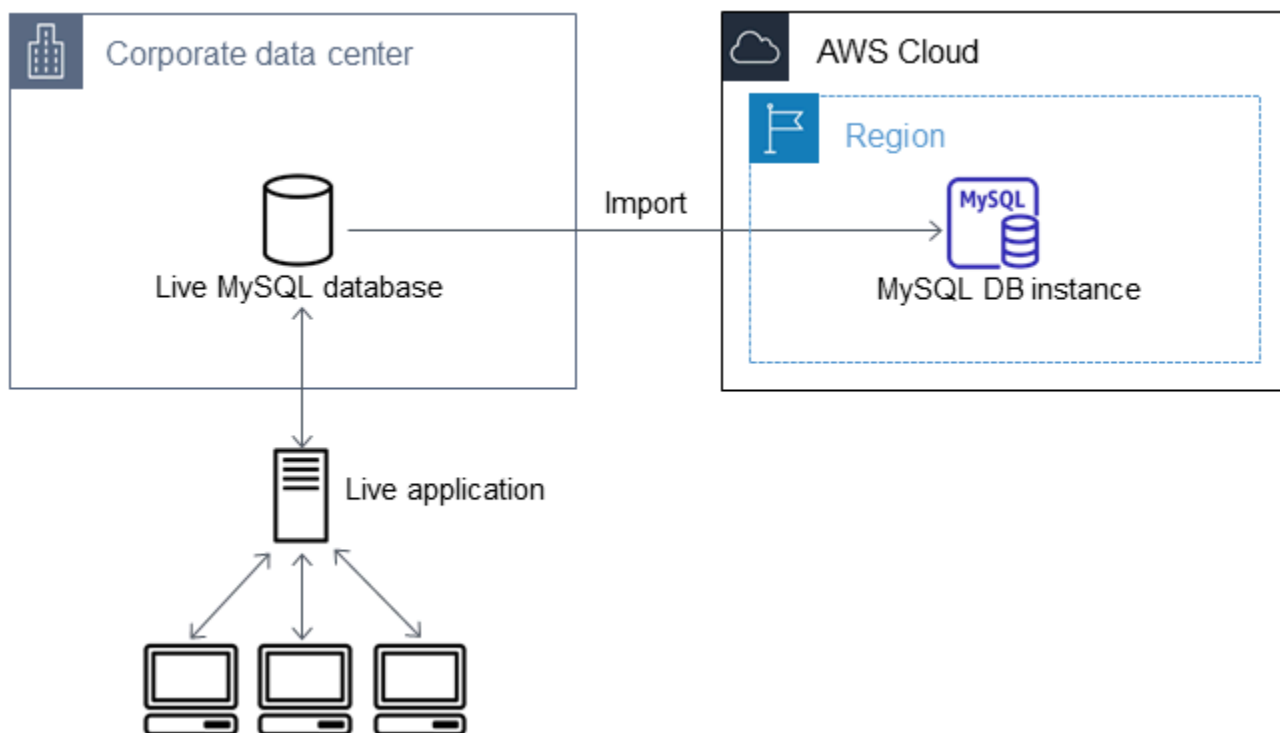 Corporate data center
AWS Cloud
Region
Import
MySQL
Live MySQL database
MySQL DB instance
Live application